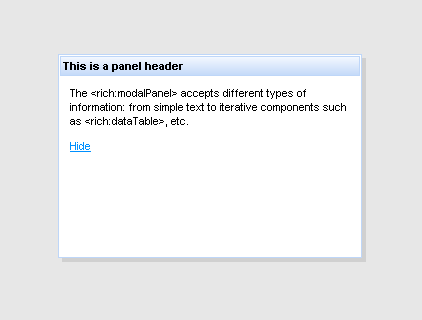 This is a panel header
The <rich:modalPanel> accepts different types of
information: from simple text to iterative components such
as <rich:dataTable>, etc.
Hide